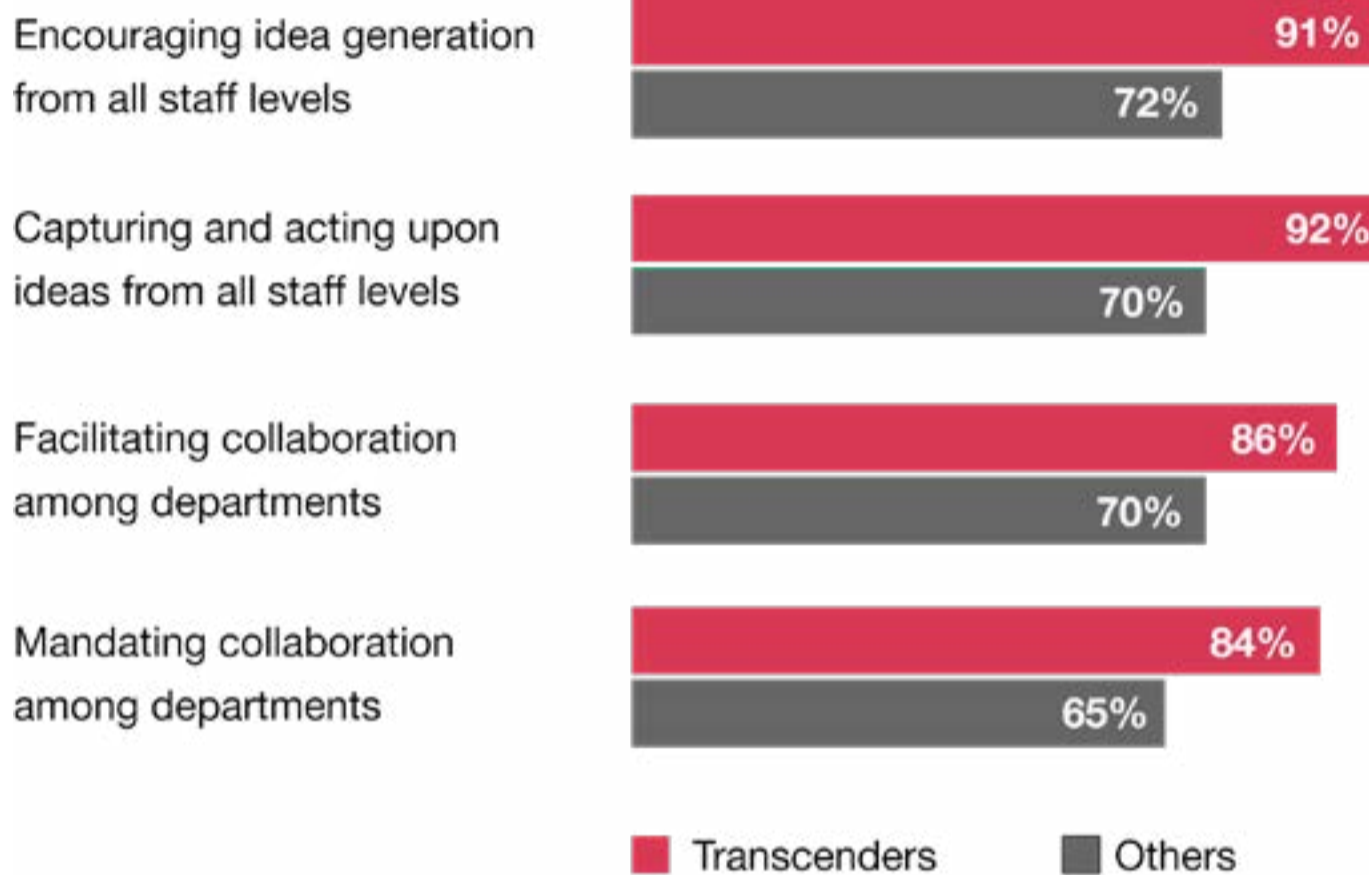 Encouraging idea generation
from all staff levels
91%
72%
Capturing and acting upon
ideas from all staff levels
92%
70%
Facilitating collaboration
among departments
86%
70%
Mandating collaboration
among departments
84%
65%
Transcenders
Others